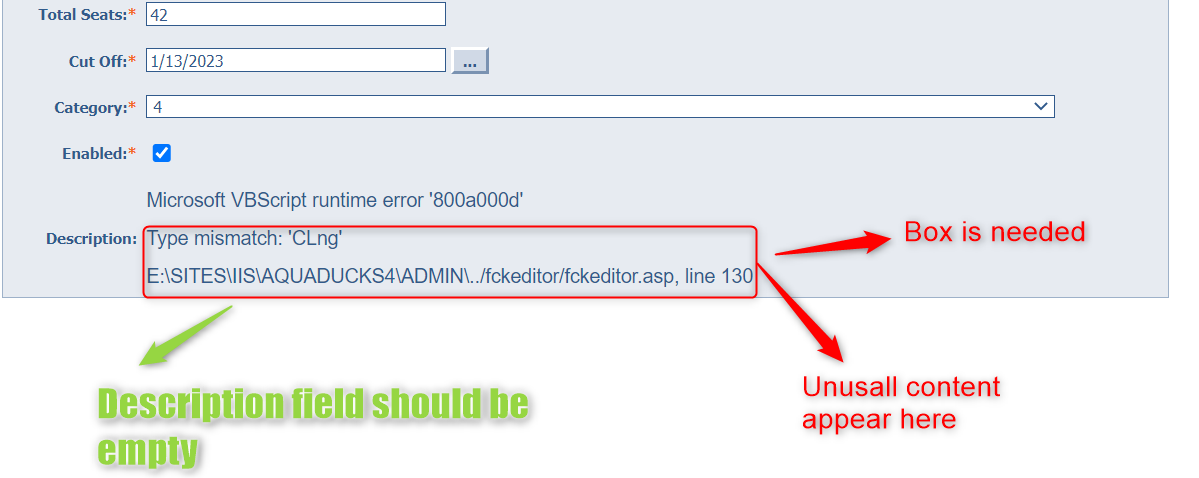 Total Seats:* 42
Cut Off:* 1/13/2023 ...
Category:* 4
Enabled:*
Microsoft VBScript runtime error '800a000d'
Description: Type mismatch: 'CLng'
E:\SITES\IIS\AQUADUCKS4\ADMIN\../fckeditor/fckeditor.asp, line 130
Box is needed
Unusall content
appear here
Description field should be
empty